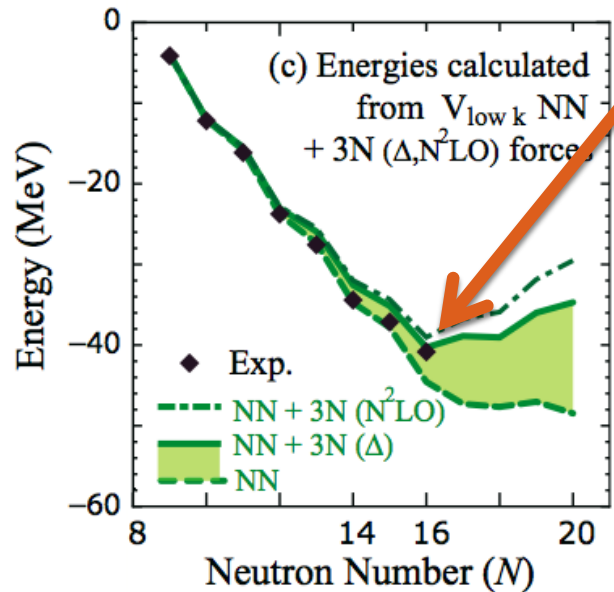 0
(c) Energies calculated
from V low k NN
+ 3N (Δ,N²LO) forces
−20
Energy (MeV)
−40
Exp.
NN + 3N (N²LO)
NN + 3N (Δ)
NN
−60
8 14 16 20
Neutron Number (N)